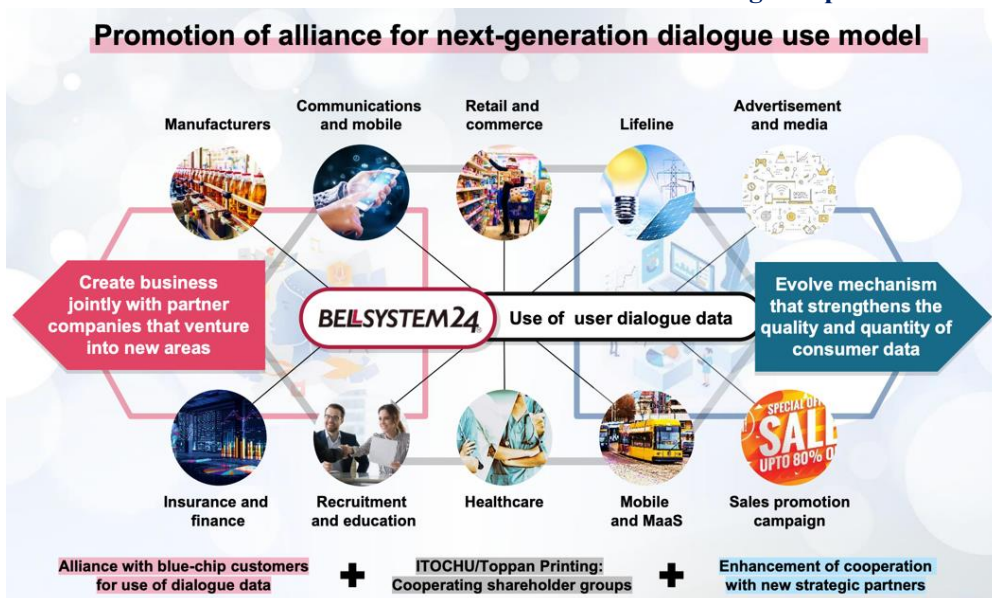 Promotion of alliance for next-generation dialogue use model
Manufacturers
Communications
and mobile
Retail and
commerce
Lifeline
Advertisement
and media
Create business
jointly with partner
companies that venture
into new areas
BELLSYSTEM24
Use of user dialogue data
Evolve mechanism
that strengthens the
quality and quantity of
consumer data
SPECIAL OF
SALE
UPTO 80% O
Insurance and
finance
Recruitment
and education
Healthcare
Mobile
and MaaS
Sales promotion
campaign
Alliance with blue-chip customers
for use of dialogue data
+
ITOCHU/Toppan Printing:
Cooperating shareholder groups
+
Enhancement of cooperation
with new strategic partners